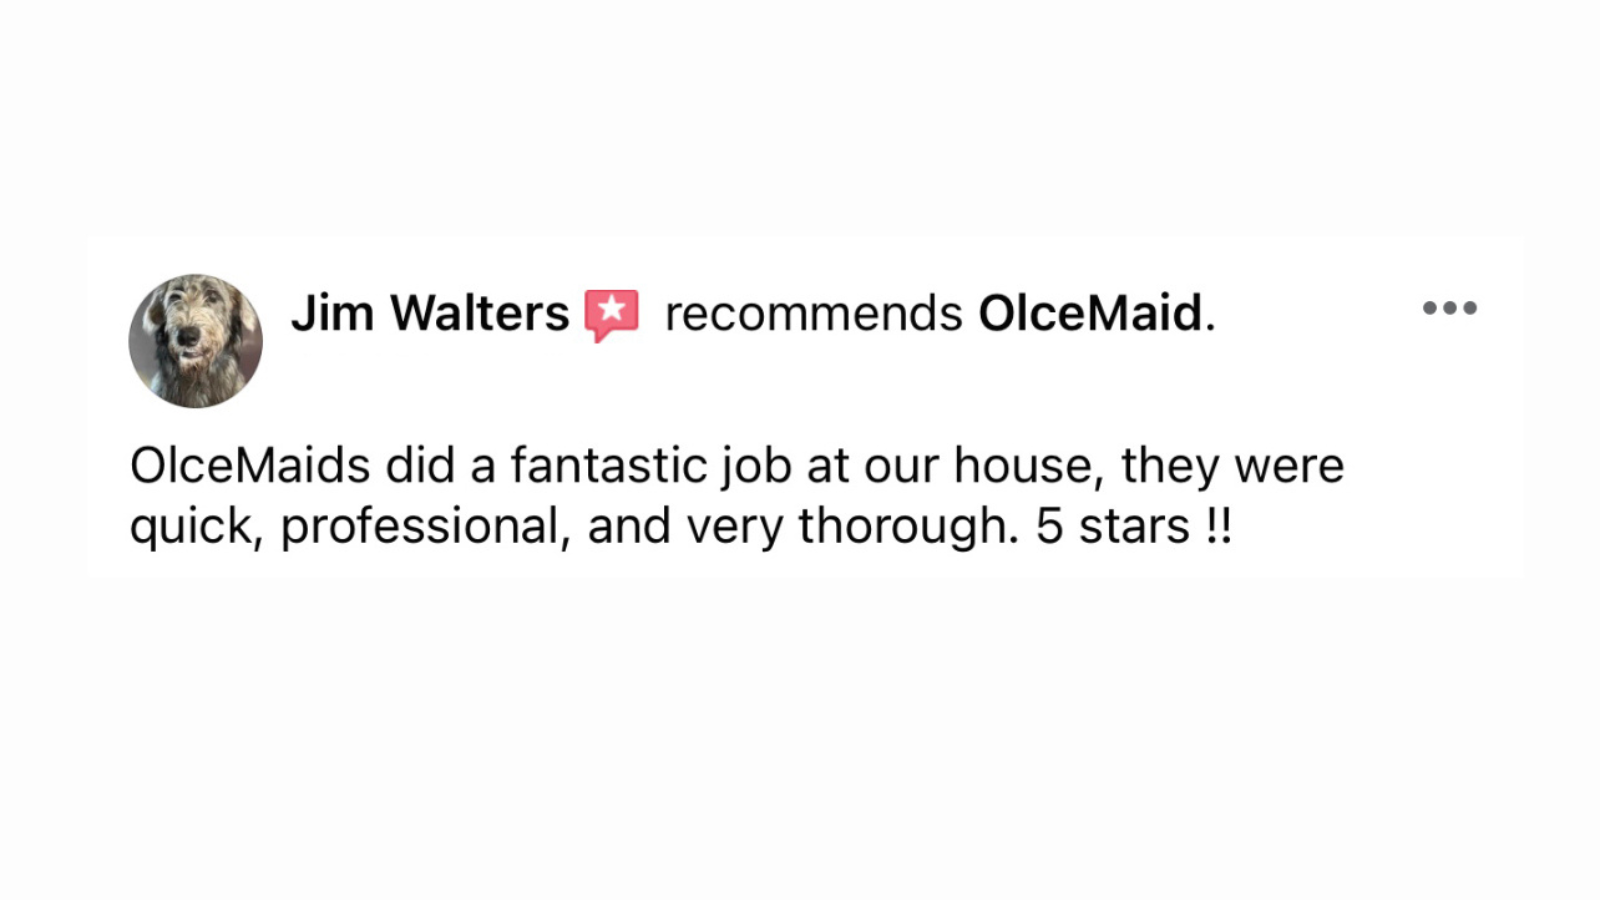 Jim Walters recommends OlceMaid.
OlceMaids did a fantastic job at our house, they were
quick, professional, and very thorough. 5 stars !!